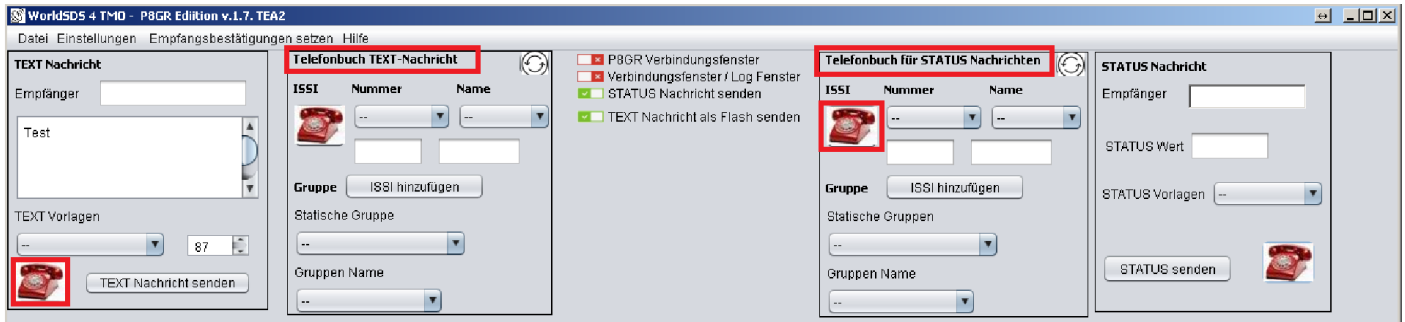 WorldSDS 4 TMO - P8GR Ediition v.1.7. TEA2
Datei Einstellungen Empfangsbestätigungen setzen Hilfe
TEXT Nachricht
Empfänger
Test
TEXT Vorlagen
--
87
TEXT Nachricht senden
Telefonbuch TEXT-Nachricht
ISSI Nummer Name
-- --
Gruppe ISSI hinzufügen
Statische Gruppe
--
Gruppen Name
--
P8GR Verbindungsfenster
Verbindungsfenster / Log Fenster
STATUS Nachricht senden
TEXT Nachricht als Flash senden
Telefonbuch für STATUS Nachrichten
ISSI Nummer Name
-- --
Gruppe ISSI hinzufügen
Statische Gruppen
--
Gruppen Name
--
STATUS Nachricht
Empfänger
STATUS Wert
STATUS Vorlagen --
STATUS senden